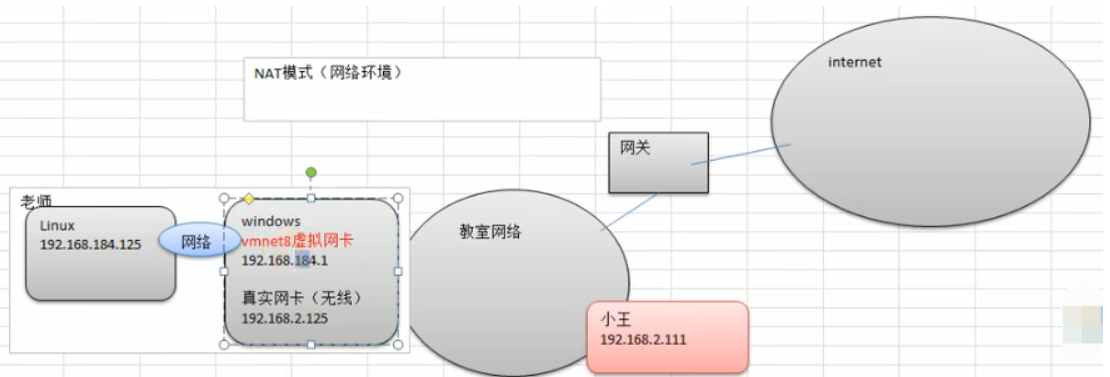 NAT模式（网络环境）
internet
网关
老师
Linux
192.168.184.125
网络
windows
vmnet8虚拟网卡
192.168.184.1
真实网卡（无线）
192.168.2.125
教室网络
小王
192.168.2.111